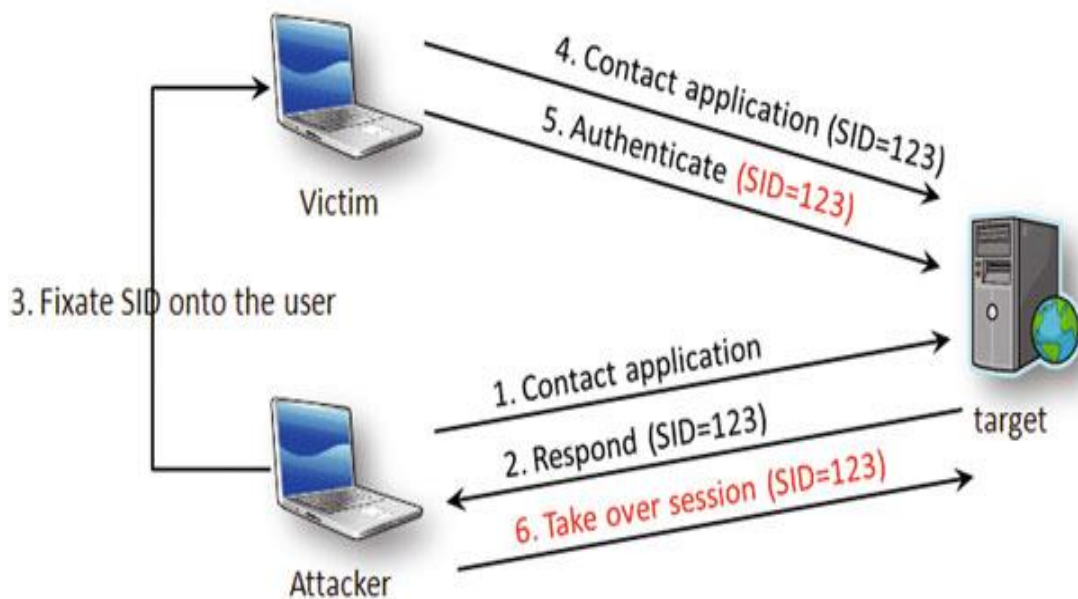 4. Contact application (SID=123)
5. Authenticate (SID=123)
Victim
3. Fixate SID onto the user
1. Contact application
2. Respond (SID=123)
target
6. Take over session (SID=123)
Attacker